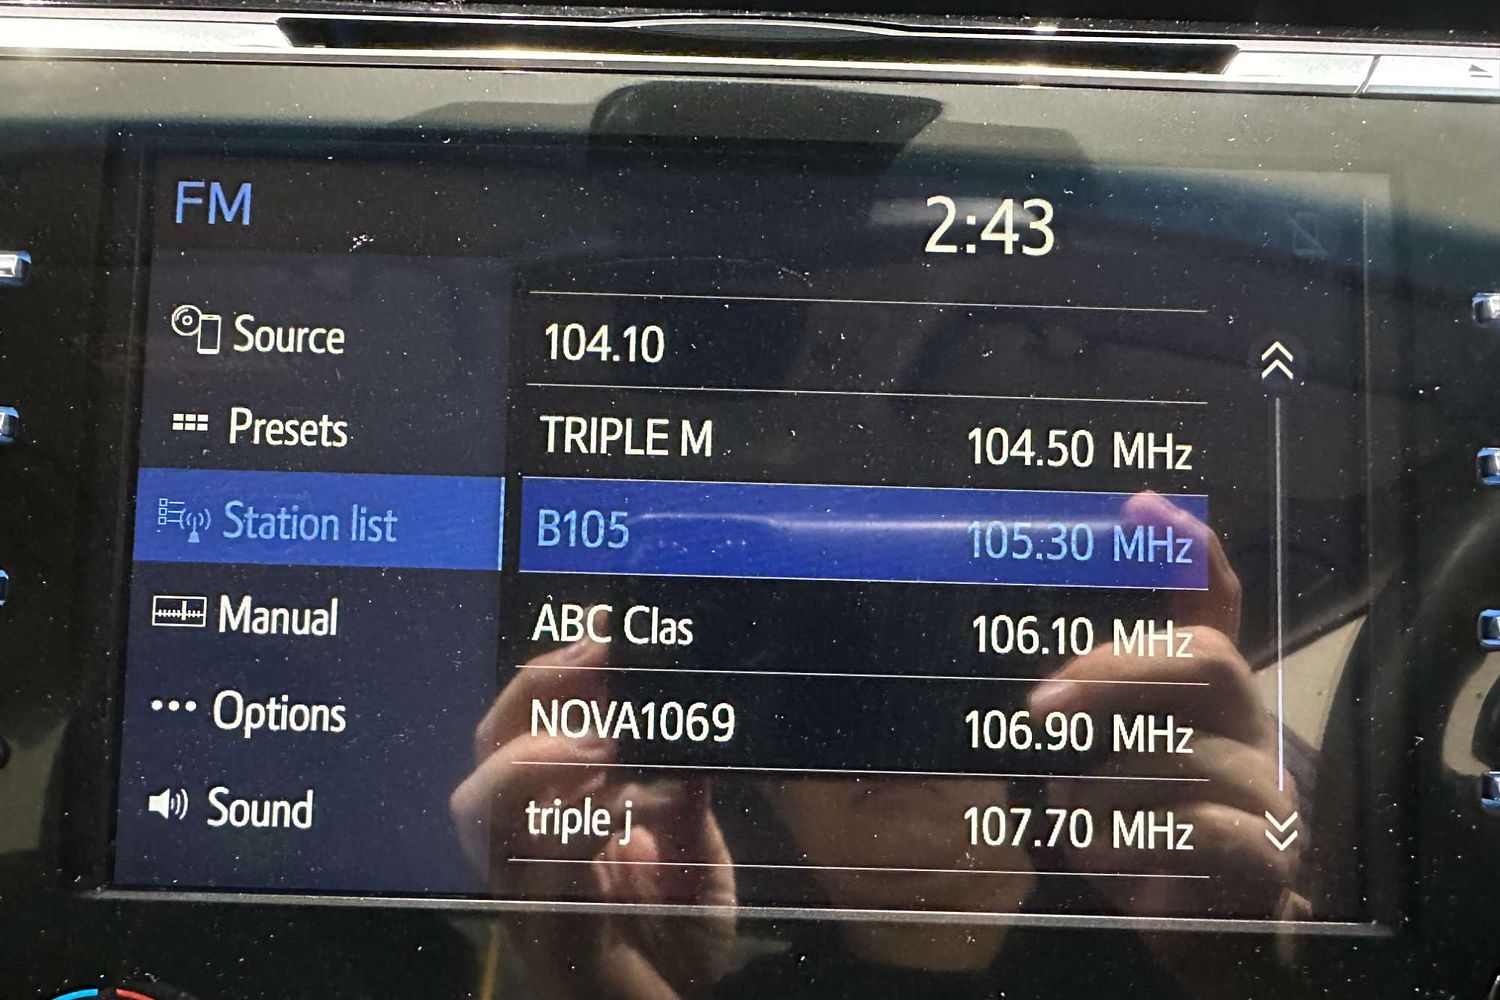 FM
2:43
Source
Presets
Station list
Manual
Options
Sound
104.10
TRIPLE M 104.50 MHz
B105 105.30 MHz
ABC Clas 106.10 MHz
NOVA1069 106.90 MHz
triple j 107.70 MHz